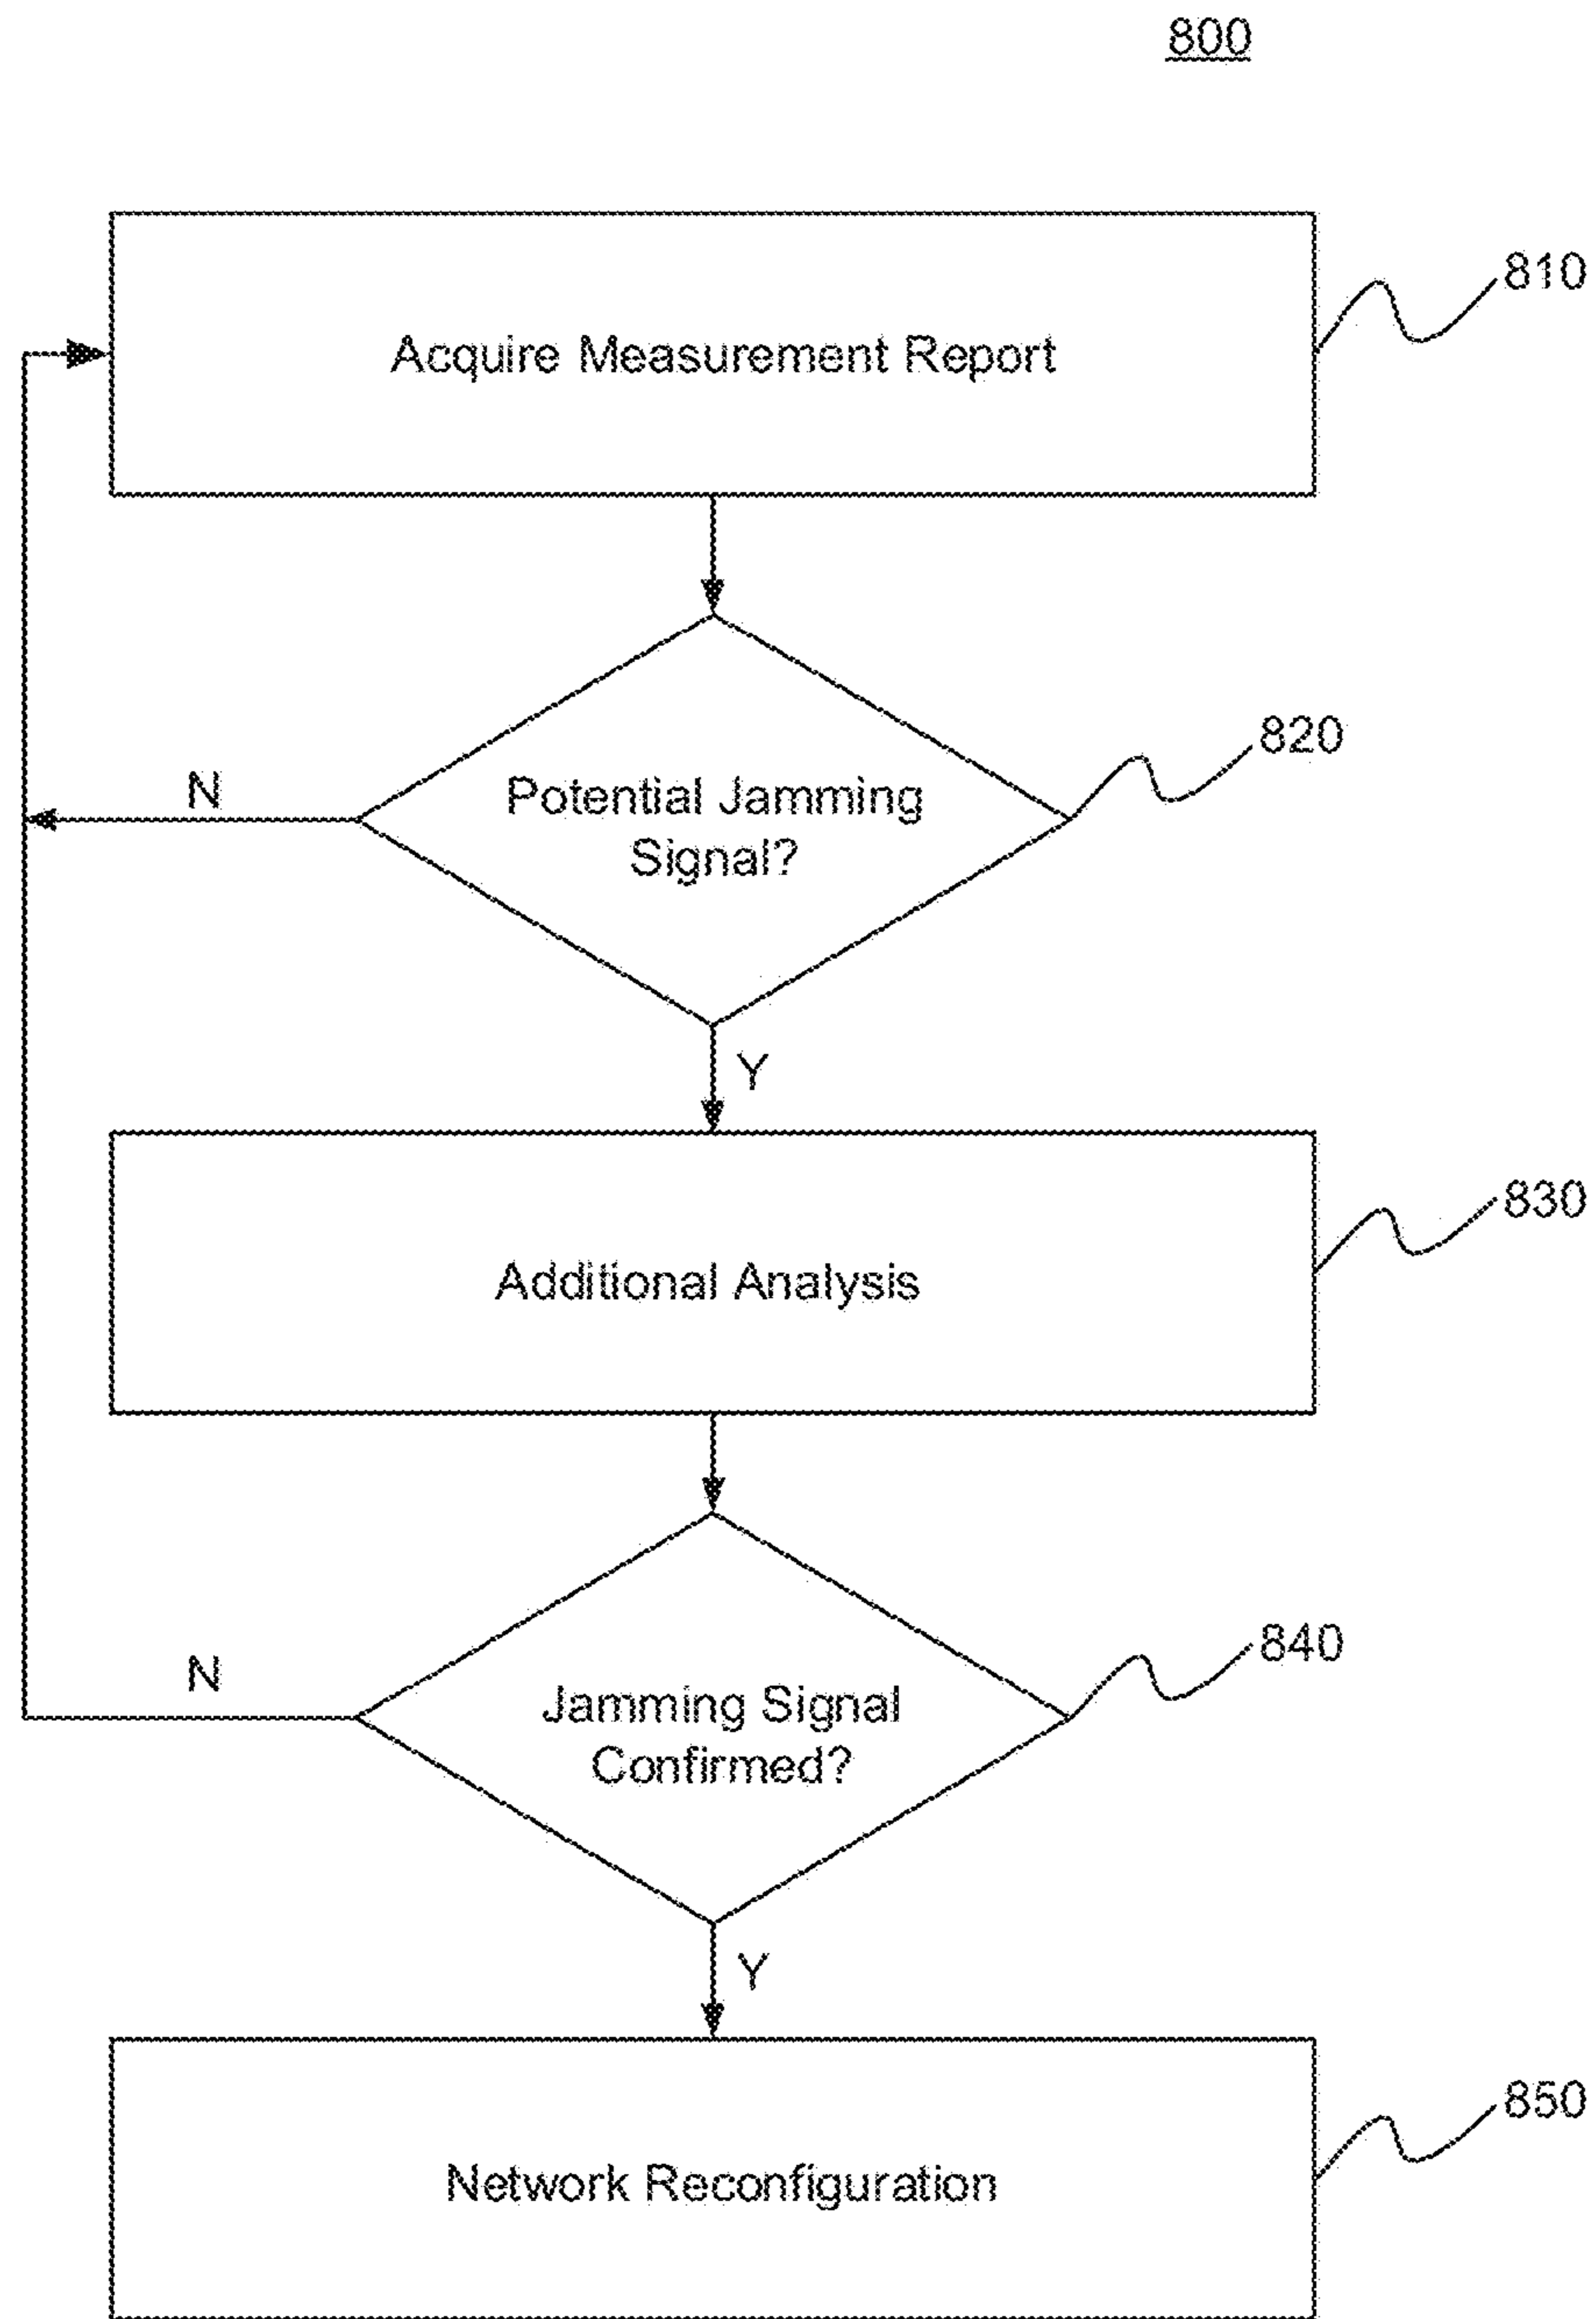 800
Acquire Measurement Report
810
Potential Jamming
Signal?
820
N
Y
Additional Analysis
830
Jamming Signal
Confirmed?
840
N
Y
Network Reconfiguration
850